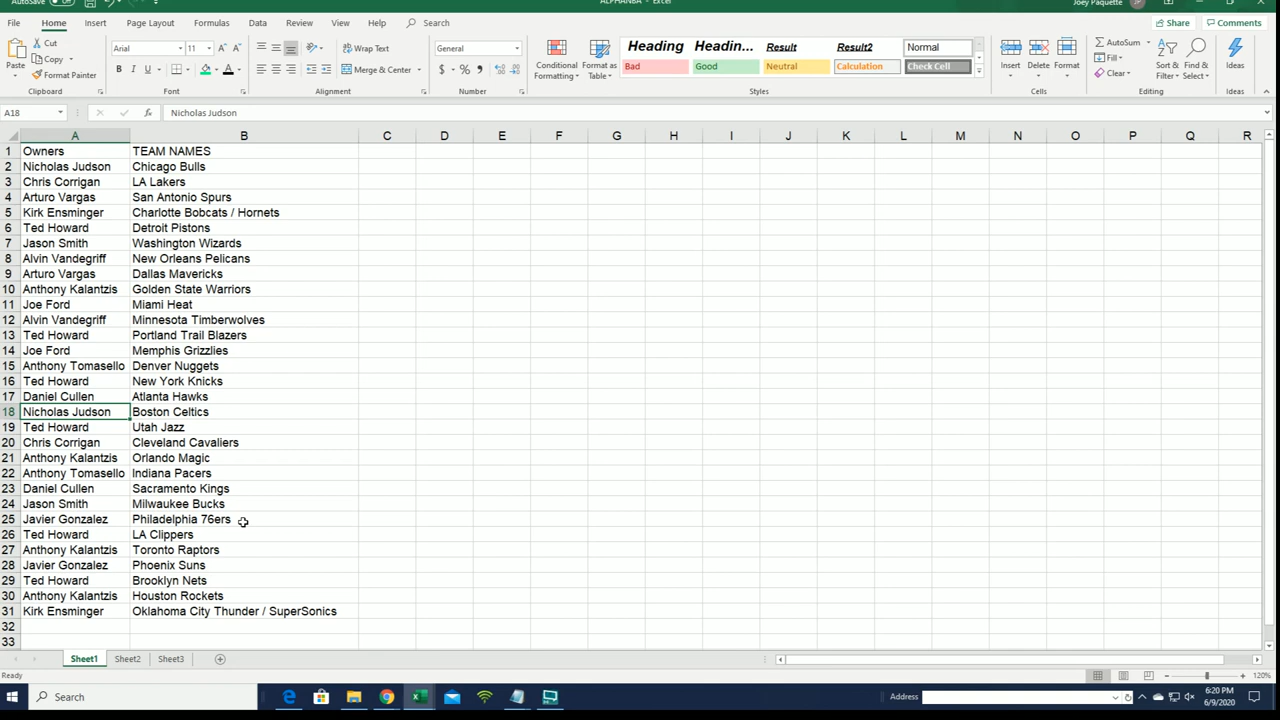 AutoSave Off ALPHANBA - Excel Joey Paquette JP
File Home Insert Page Layout Formulas Data Review View Help Search Share Comments
Paste Cut Copy Format Painter Clipboard
Arial 11 A A B I U A Font
Wrap Text Merge & Center Alignment
General $ % , Number
Conditional Formatting Format as Table
Heading Headin... Result Result2 Normal
Bad Good Neutral Calculation Check Cell
Styles
Insert Delete Format Cells
AutoSum Fill Clear Sort & Filter Find & Select Editing
Ideas Ideas
A18 fx Nicholas Judson
A B C D E F G H I J K L M N O P Q R
1 Owners TEAM NAMES
2 Nicholas Judson Chicago Bulls
3 Chris Corrigan LA Lakers
4 Arturo Vargas San Antonio Spurs
5 Kirk Ensminger Charlotte Bobcats / Hornets
6 Ted Howard Detroit Pistons
7 Jason Smith Washington Wizards
8 Alvin Vandegriff New Orleans Pelicans
9 Arturo Vargas Dallas Mavericks
10 Anthony Kalantzis Golden State Warriors
11 Joe Ford Miami Heat
12 Alvin Vandegriff Minnesota Timberwolves
13 Ted Howard Portland Trail Blazers
14 Joe Ford Memphis Grizzlies
15 Anthony Tomasello Denver Nuggets
16 Ted Howard New York Knicks
17 Daniel Cullen Atlanta Hawks
18 Nicholas Judson Boston Celtics
19 Ted Howard Utah Jazz
20 Chris Corrigan Cleveland Cavaliers
21 Anthony Kalantzis Orlando Magic
22 Anthony Tomasello Indiana Pacers
23 Daniel Cullen Sacramento Kings
24 Jason Smith Milwaukee Bucks
25 Javier Gonzalez Philadelphia 76ers
26 Ted Howard LA Clippers
27 Anthony Kalantzis Toronto Raptors
28 Javier Gonzalez Phoenix Suns
29 Ted Howard Brooklyn Nets
30 Anthony Kalantzis Houston Rockets
31 Kirk Ensminger Oklahoma City Thunder / SuperSonics
32
33
Sheet1 Sheet2 Sheet3
Ready 120%
Search Address 6:20 PM
6/9/2020